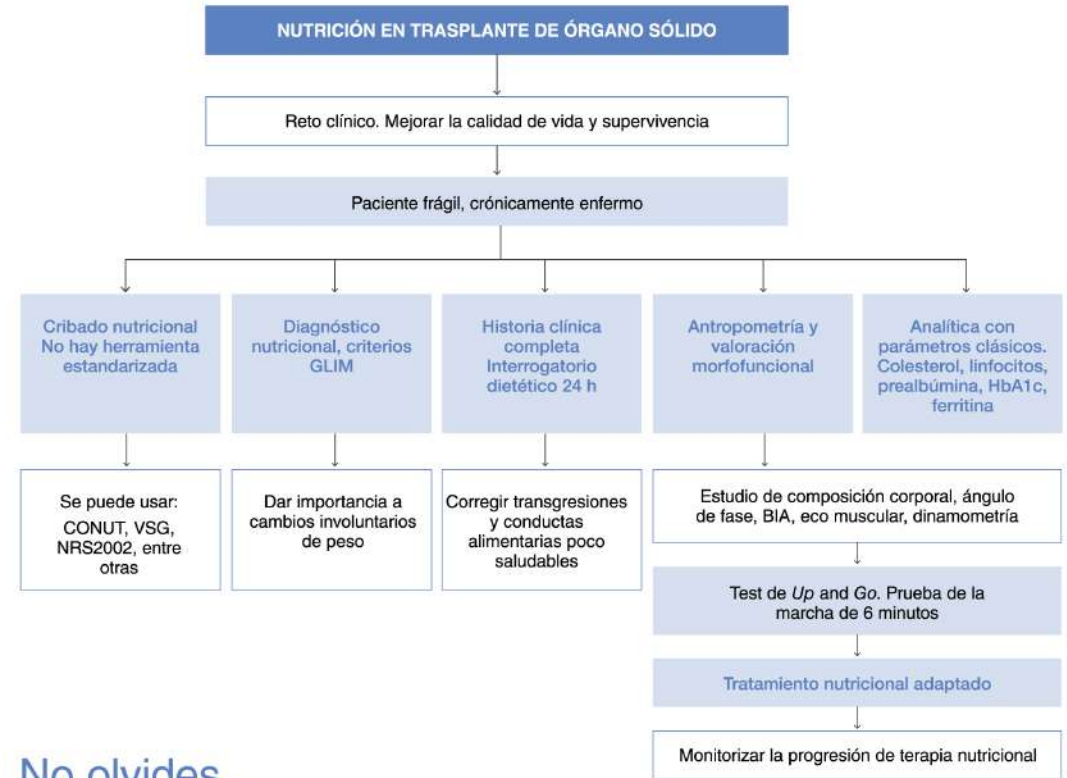 NUTRICIÓN EN TRASPLANTE DE ÓRGANO SÓLIDO
Reto clínico. Mejorar la calidad de vida y supervivencia
Paciente frágil, crónicamente enfermo
Cribado nutricional
No hay herramienta
estandarizada
Diagnóstico
nutricional, criterios
GLIM
Historia clínica
completa
Interrogatorio
dietético 24 h
Antropometría y
valoración
morfofuncional
Analítica con
parámetros clásicos.
Colesterol, linfocitos,
prealbúmina, HbA1c,
ferritina
Se puede usar:
CONUT, VSG,
NRS2002, entre
otras
Dar importancia a
cambios involuntarios
de peso
Corregir transgresiones
y conductas
alimentarias poco
saludables
Estudio de composición corporal, ángulo
de fase, BIA, eco muscular, dinamometría
Test de Up and Go. Prueba de la
marcha de 6 minutos
Tratamiento nutricional adaptado
Monitorizar la progresión de terapia nutricional
No olvides